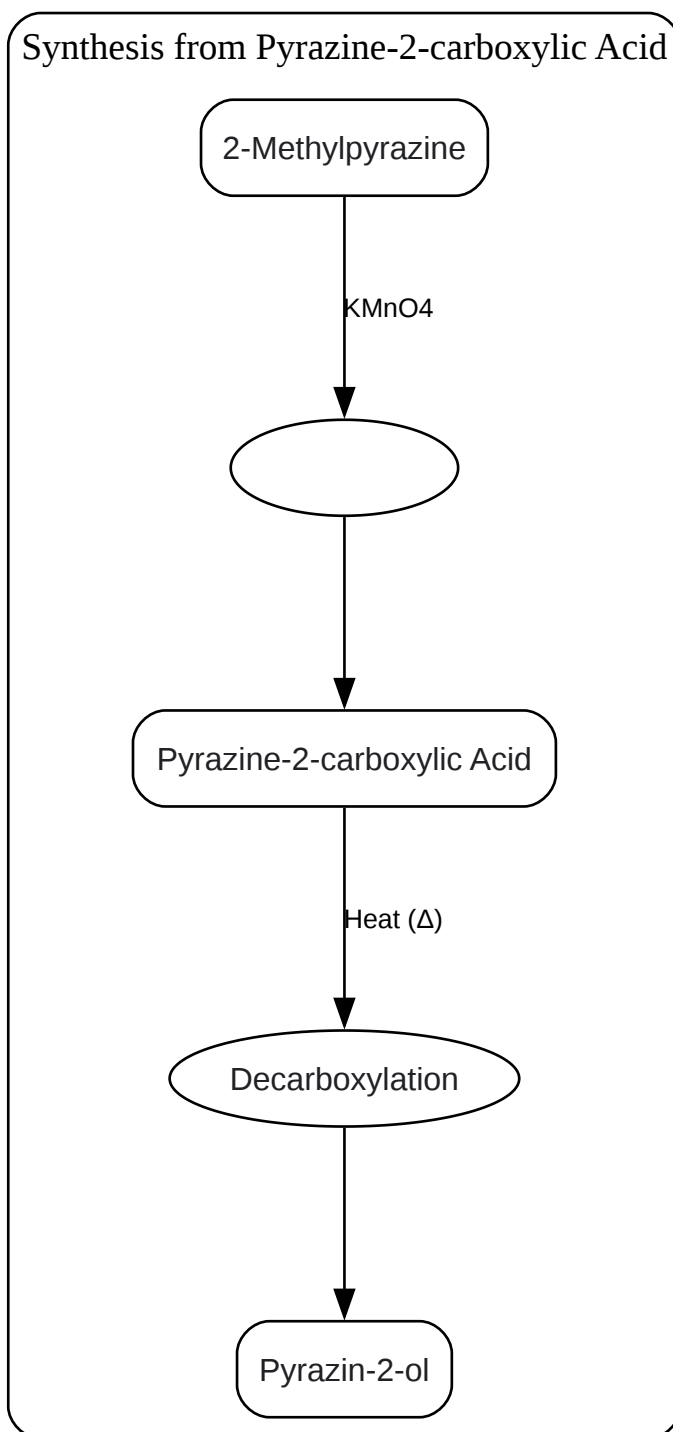 Synthesis from Pyrazine-2-carboxylic Acid
2-Methylpyrazine
KMnO4
Pyrazine-2-carboxylic Acid
Heat (Δ)
Decarboxylation
Pyrazin-2-ol